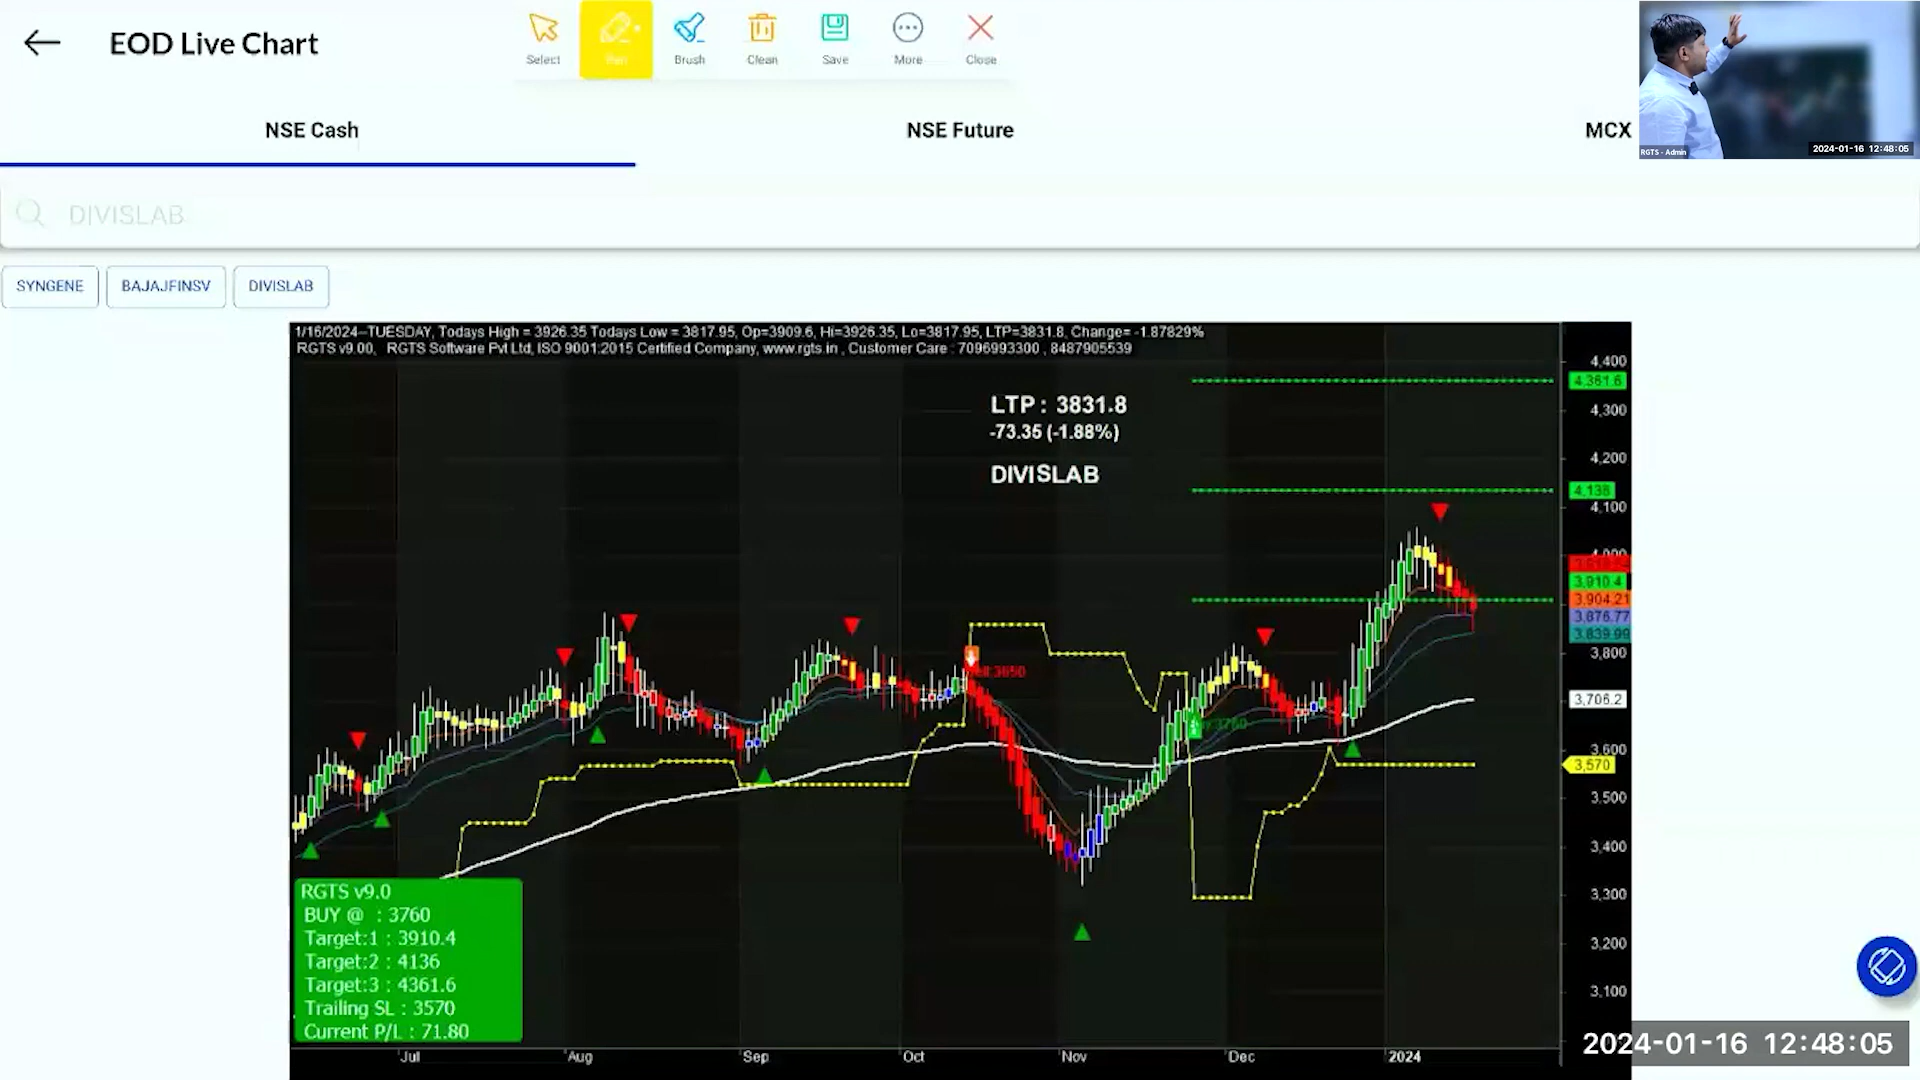 EOD Live Chart
Select
Pen
Brush
Clean
Save
More
Close
NSE Cash
NSE Future
MCX
RGTS - Admin
2024-01-16 12:48:05
DIVISLAB
SYNGENE
BAJAJFINSV
DIVISLAB
1/16/2024--TUESDAY, Todays High = 3926.35 Todays Low = 3817.95, Op=3909.6, Hi=3926.35, Lo=3817.95, LTP=3831.8, Change= -1.87829%
RGTS v9.00, RGTS Software Pvt Ltd, ISO 9001:2015 Certified Company, www.rgts.in , Customer Care : 7096993300 , 8487905539
LTP : 3831.8
-73.35 (-1.88%)
DIVISLAB
4,400
4,361.6
4,300
4,200
4,136
4,100
4,000
3,910.4
3,904.21
3,876.77
3,839.99
3,800
3,706.2
3,600
3,570
3,500
3,400
3,300
3,200
3,100
RGTS v9.0
BUY @ : 3760
Target:1 : 3910.4
Target:2 : 4136
Target:3 : 4361.6
Trailing SL : 3570
Current P/L : 71.80
Jul
Aug
Sep
Oct
Nov
Dec
2024
2024-01-16 12:48:05